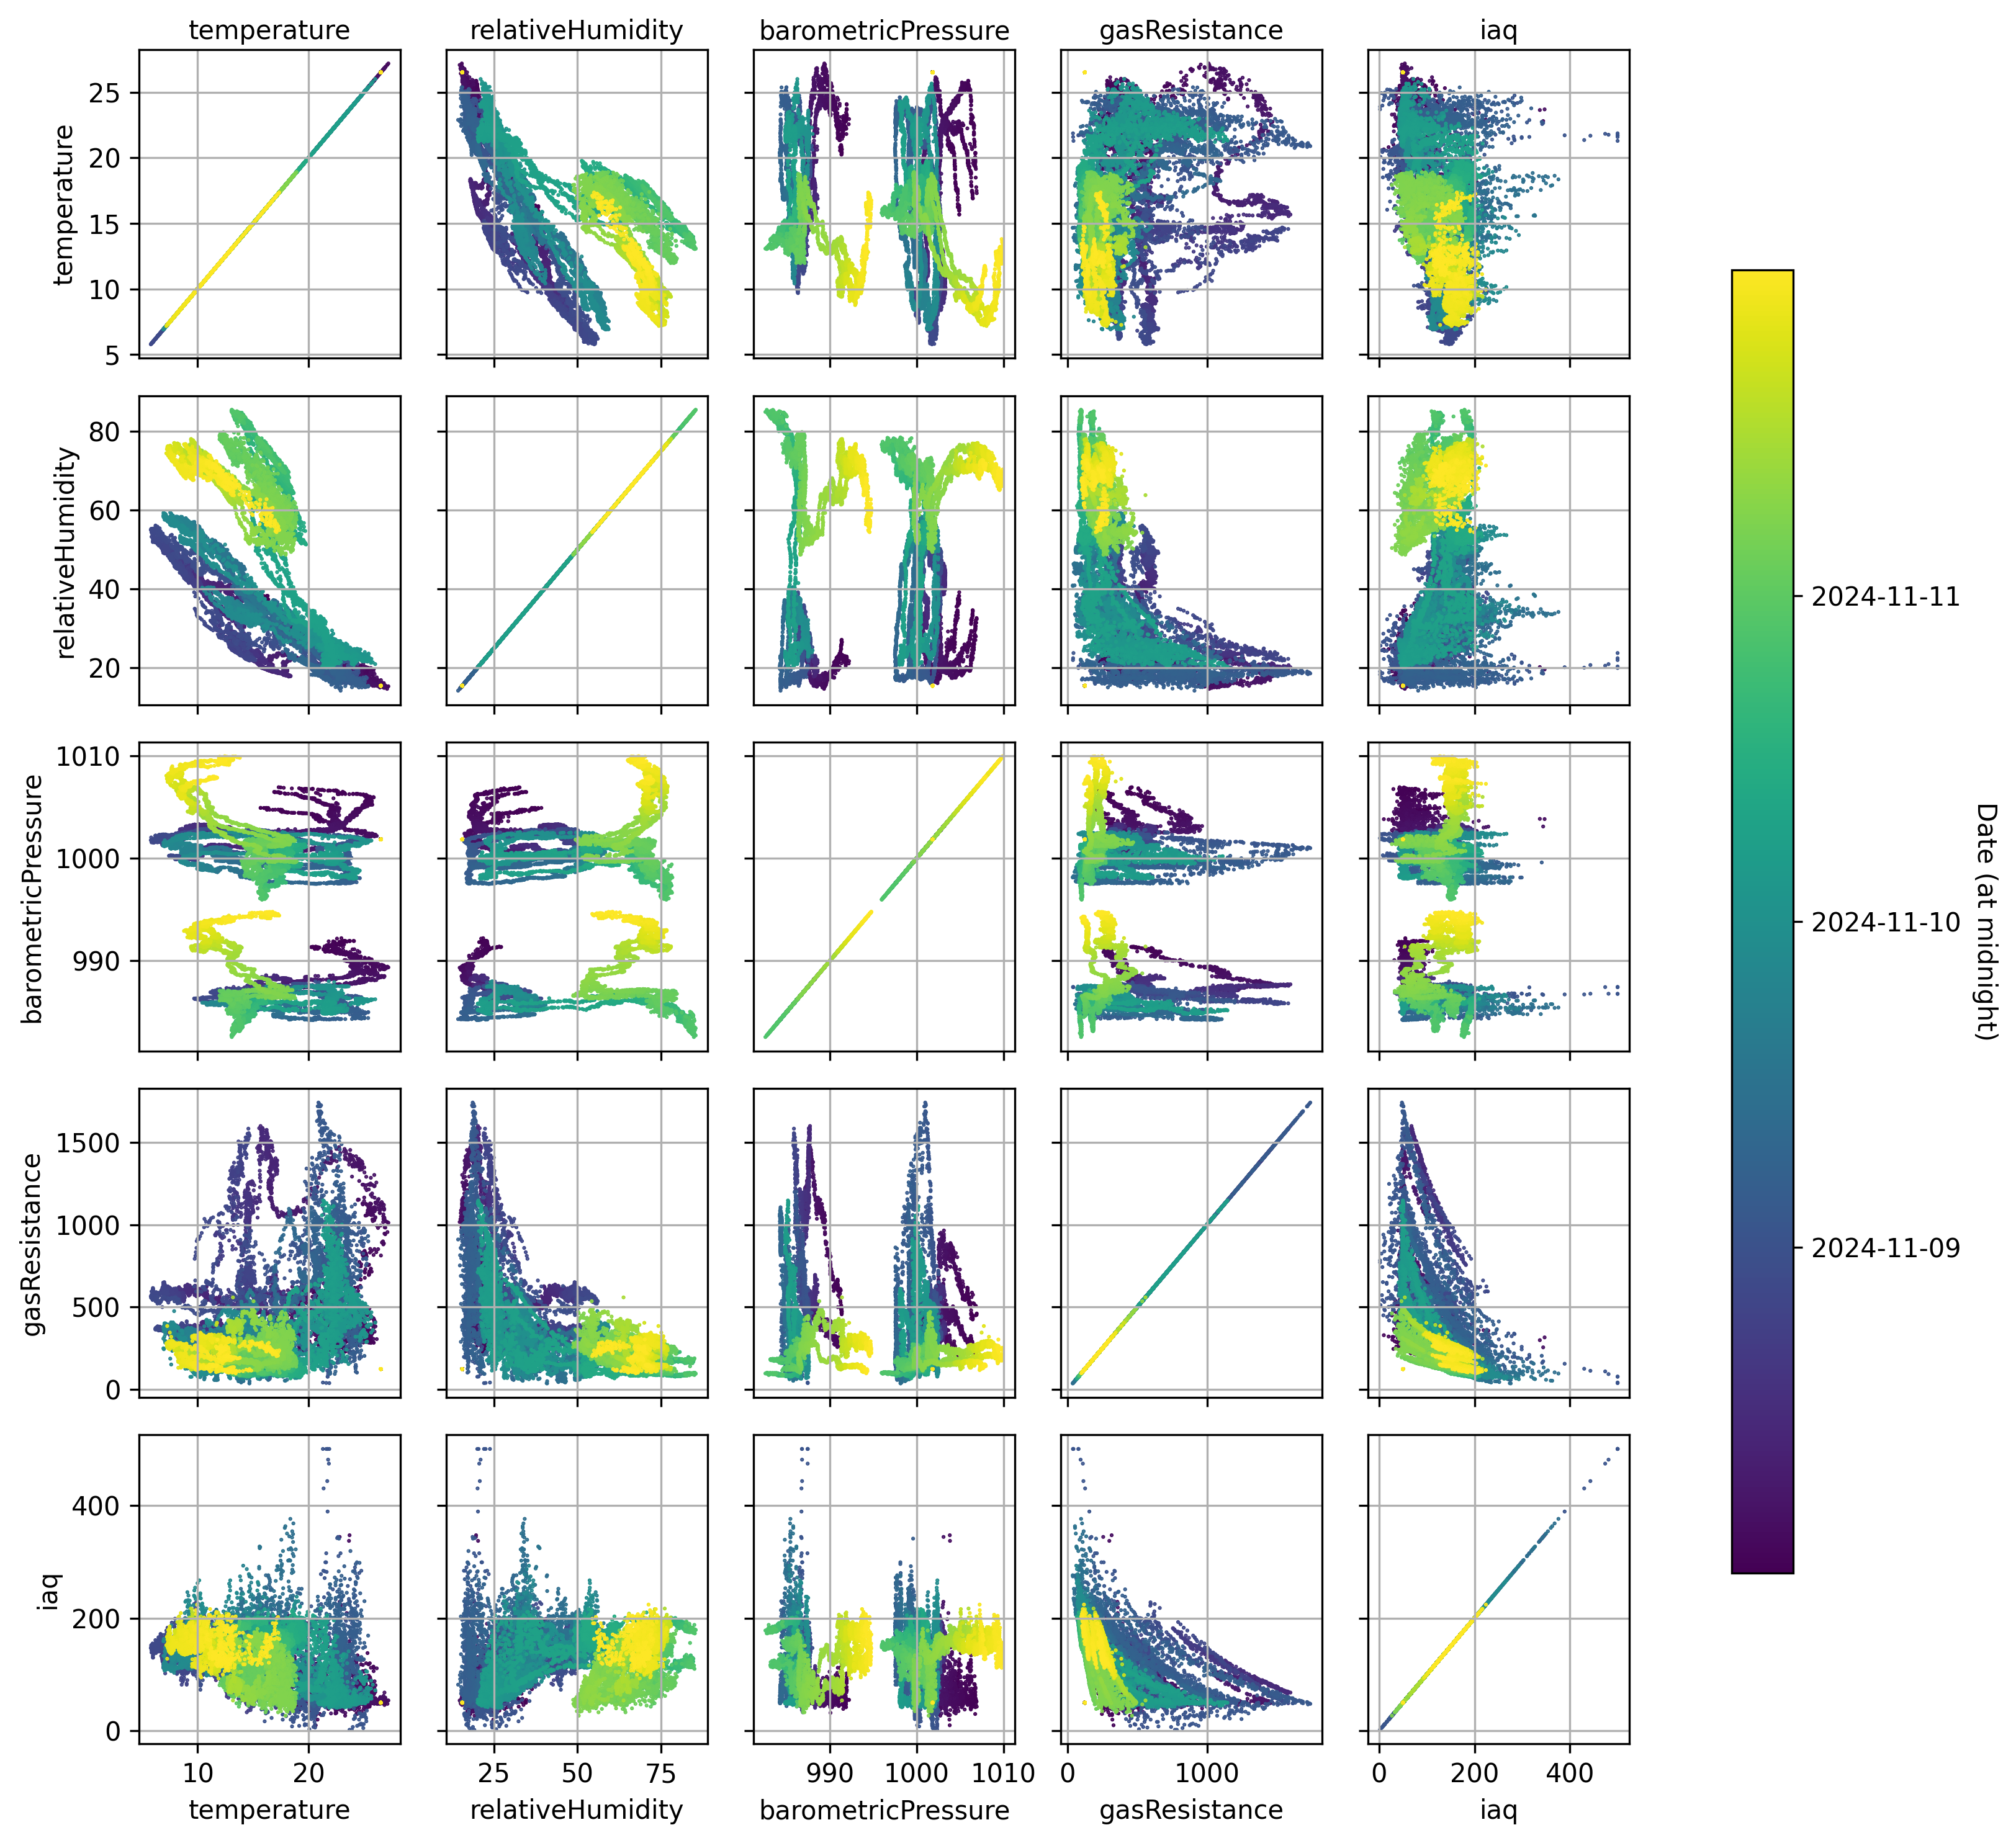 temperature relativeHumidity barometricPressure gasResistance iaq
temperature
25
20
15
10
5
relativeHumidity
80
60
40
20
barometricPressure
1010
1000
990
gasResistance
1500
1000
500
0
iaq
400
200
0
10 20 25 50 75 990 1000 1010 0 1000 0 200 400
temperature relativeHumidity barometricPressure gasResistance iaq
2024-11-11
2024-11-10
2024-11-09
Date (at midnight)